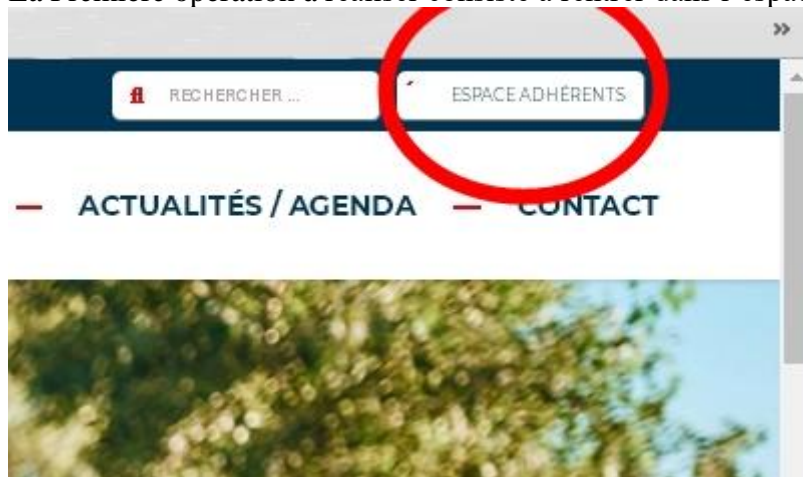 »
RECHERCHER ...
ESPACE ADHÉRENTS
— ACTUALITÉS / AGENDA — CONTACT